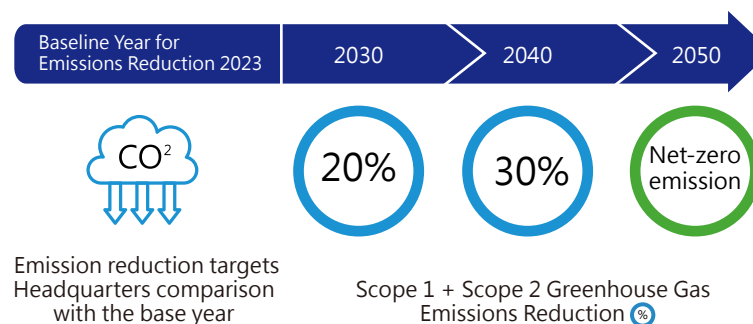 Baseline Year for
Emissions Reduction 2023
2030
2040
2050
CO²
20%
30%
Net-zero
emission
Emission reduction targets
Headquarters comparison
with the base year
Scope 1 + Scope 2 Greenhouse Gas
Emissions Reduction %